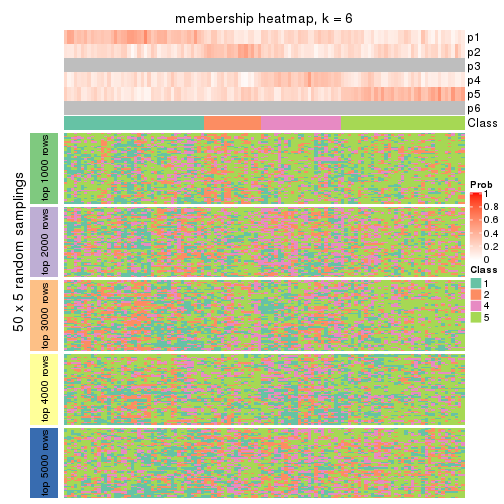 membership heatmap, k = 6
p1
p2
p3
p4
p5
p6
Class
50 x 5 random samplings
top 1000 rows
top 2000 rows
top 3000 rows
top 4000 rows
top 5000 rows
Prob
1
0.8
0.6
0.4
0.2
0
Class
1
2
4
5